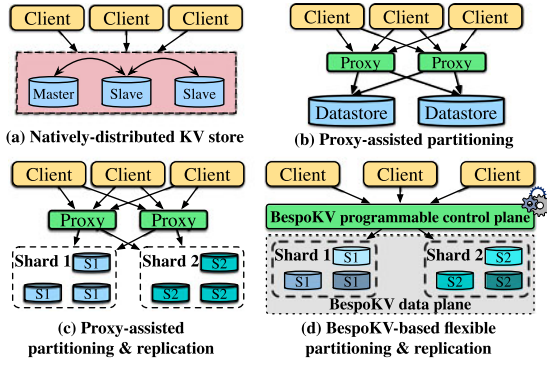 Client Client Client
Master Slave Slave
(a) Natively-distributed KV store
Client Client Client
Proxy Proxy
Datastore Datastore
(b) Proxy-assisted partitioning
Client Client Client
Proxy Proxy
Shard 1 S1 Shard 2 S2
S1 S1 S2 S2
(c) Proxy-assisted
partitioning & replication
Client Client Client
BespoKV programmable control plane
Shard 1 S1 Shard 2 S2
S1 S1 S2 S2
BespoKV data plane
(d) BespoKV-based flexible
partitioning & replication